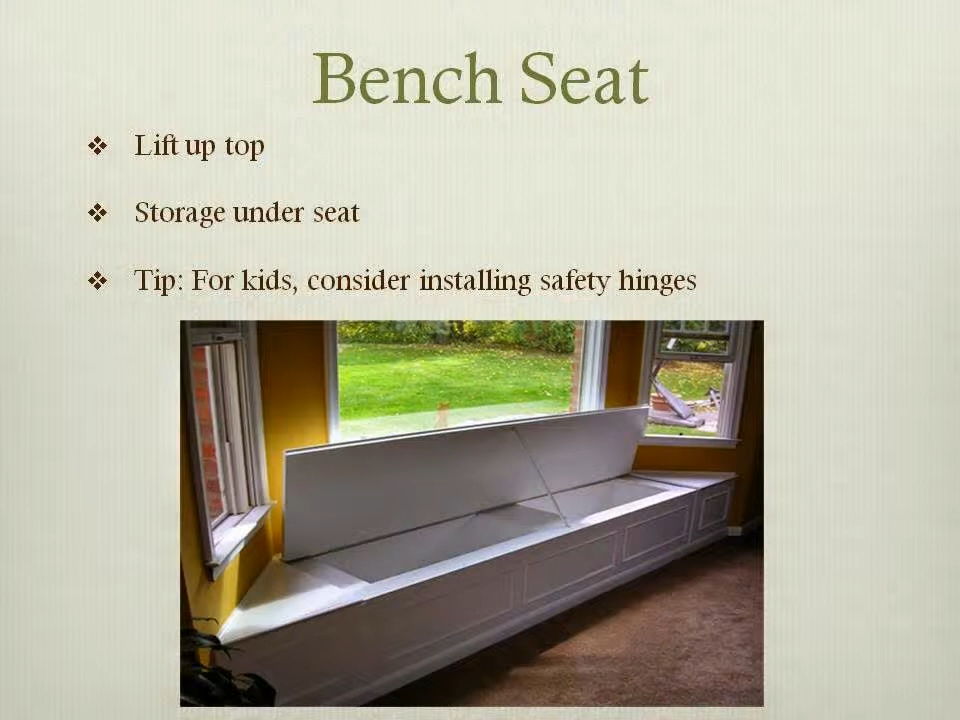 Bench Seat
❖ Lift up top
❖ Storage under seat
❖ Tip: For kids, consider installing safety hinges